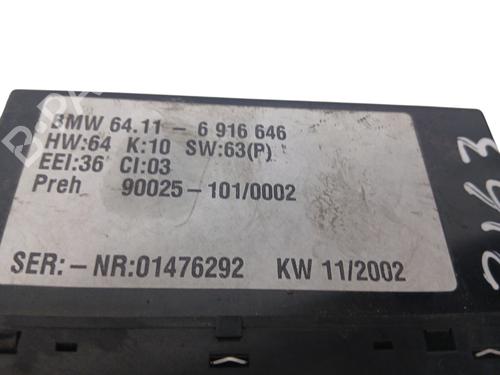 BMW 64.11 - 6 916 646
HW:64 K:10 SW:63(P)
EEI:36 CI:03
Preh 90025-101/0002
SER:-NR:01476292 KW 11/2002